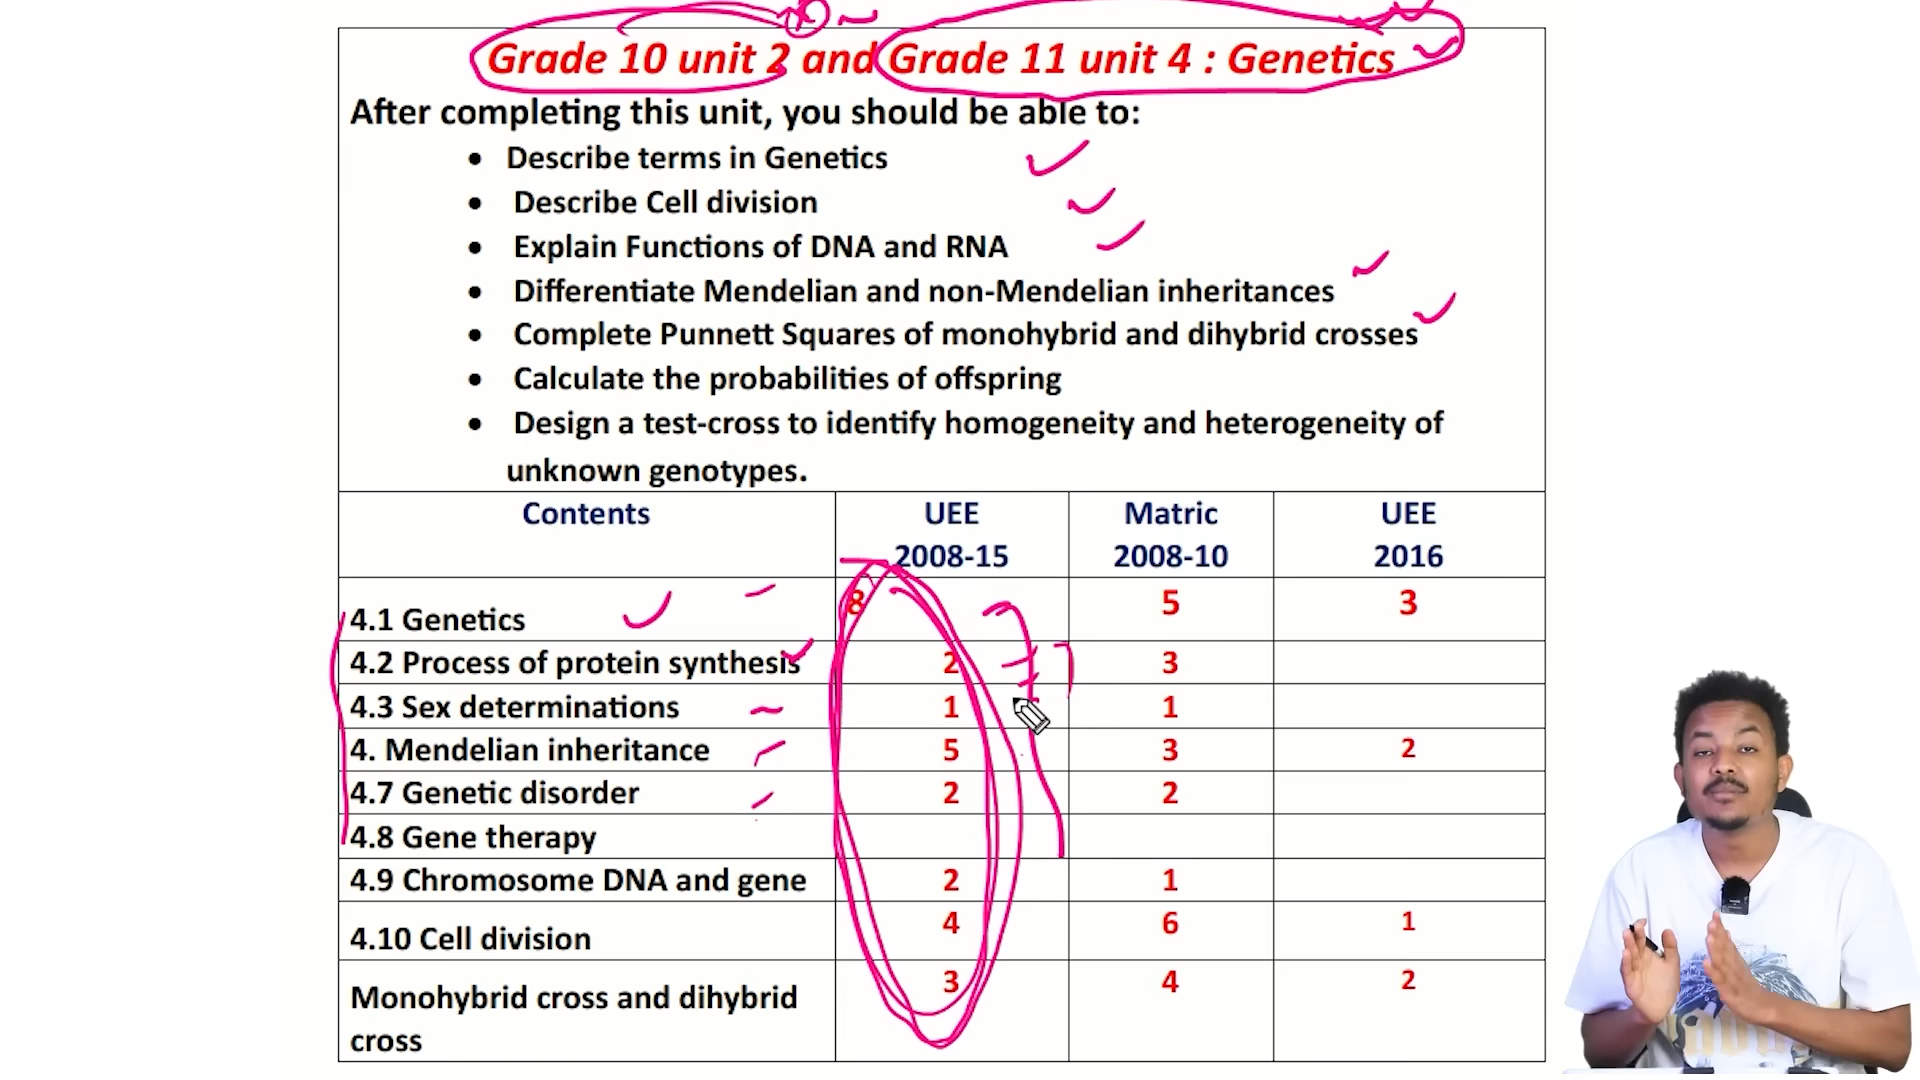 Grade 10 unit 2 and Grade 11 unit 4 : Genetics
After completing this unit, you should be able to:
• Describe terms in Genetics
• Describe Cell division
• Explain Functions of DNA and RNA
• Differentiate Mendelian and non-Mendelian inheritances
• Complete Punnett Squares of monohybrid and dihybrid crosses
• Calculate the probabilities of offspring
• Design a test-cross to identify homogeneity and heterogeneity of
unknown genotypes.
Contents UEE Matric UEE
2008-15 2008-10 2016
4.1 Genetics 8 5 3
4.2 Process of protein synthesis 2 3
4.3 Sex determinations 1 1
4. Mendelian inheritance 5 3 2
4.7 Genetic disorder 2 2
4.8 Gene therapy
4.9 Chromosome DNA and gene 2 1
4.10 Cell division 4 6 1
Monohybrid cross and dihybrid 3 4 2
cross